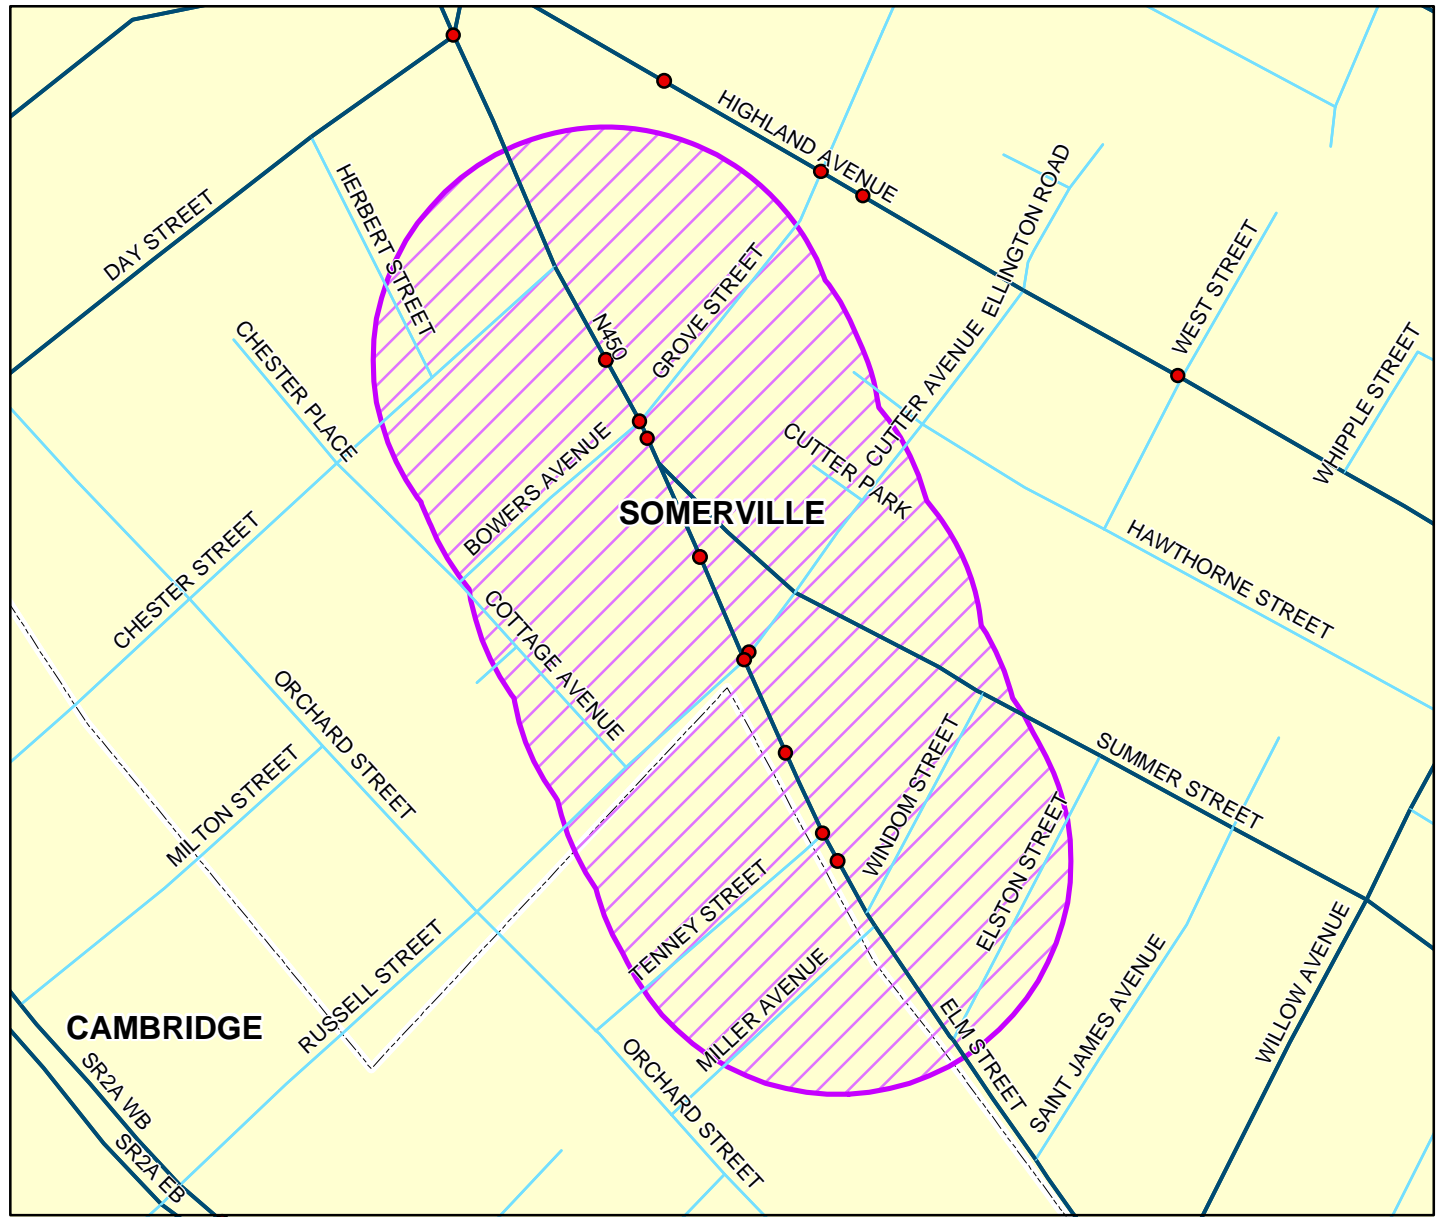 HIGHLAND AVENUE
HERBERT STREET
DAY STREET
ELLINGTON ROAD
WEST STREET
GROVE STREET
N450
CHESTER PLACE
CUTTER AVENUE
WHIPPLE STREET
BOWERS AVENUE
CUTTER PARK
SOMERVILLE
CHESTER STREET
HAWTHORNE STREET
COTTAGE AVENUE
ORCHARD STREET
WINDOM STREET
SUMMER STREET
MILTON STREET
ELSTON STREET
TENNEY STREET
RUSSELL STREET
MILLER AVENUE
WILLOW AVENUE
SAINT JAMES AVENUE
CAMBRIDGE
ELM STREET
SR2A WB
ORCHARD STREET
SR2A EB